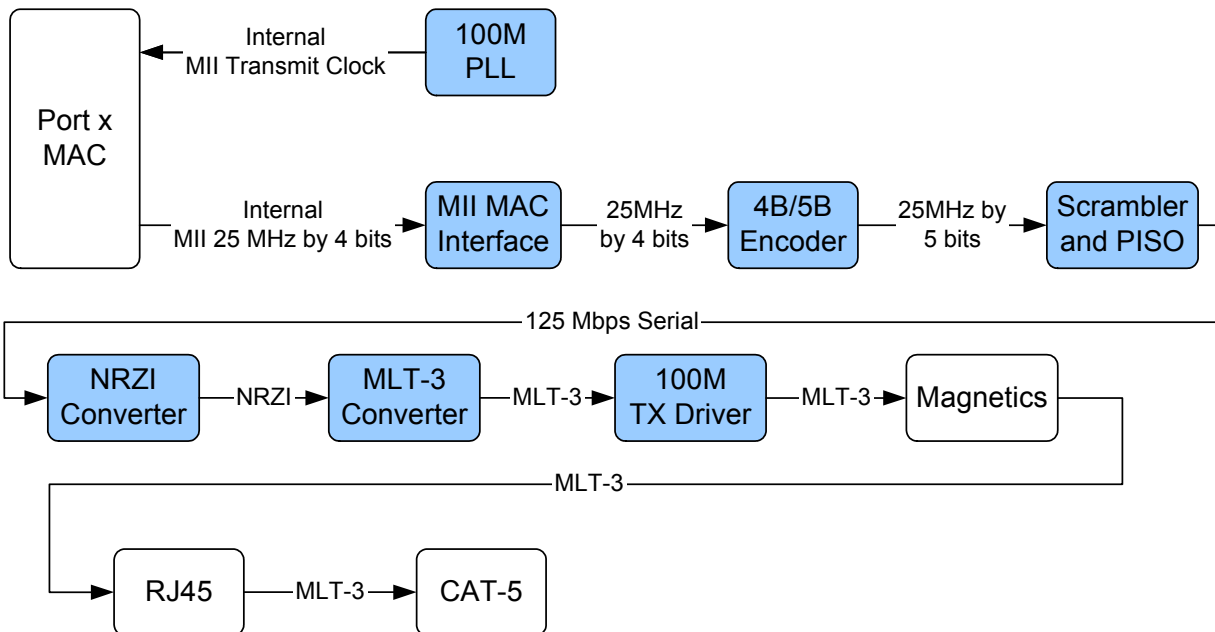 Port x
MAC
Internal
MII Transmit Clock
100M
PLL
Internal
MII 25 MHz by 4 bits
MII MAC
Interface
25MHz
by 4 bits
4B/5B
Encoder
25MHz by
5 bits
Scrambler
and PISO
125 Mbps Serial
NRZI
Converter
NRZI
MLT-3
Converter
MLT-3
100M
TX Driver
MLT-3
Magnetics
MLT-3
RJ45
MLT-3
CAT-5